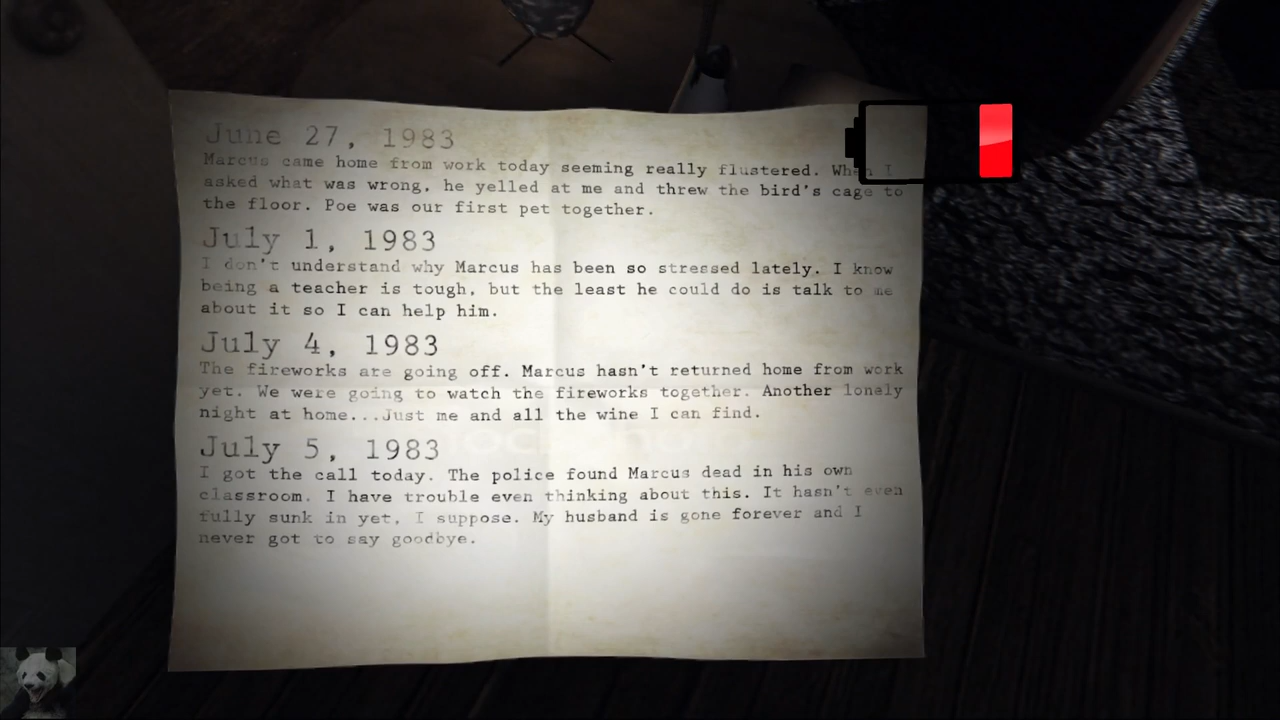 June 27, 1983
Marcus came home from work today seeming really flustered. When I
asked what was wrong, he yelled at me and threw the bird's cage to
the floor. Poe was our first pet together.
July 1, 1983
I don't understand why Marcus has been so stressed lately. I know
being a teacher is tough, but the least he could do is talk to me
about it so I can help him.
July 4, 1983
The fireworks are going off. Marcus hasn't returned home from work
yet. We were going to watch the fireworks together. Another lonely
night at home...Just me and all the wine I can find.
July 5, 1983
I got the call today. The police found Marcus dead in his own
classroom. I have trouble even thinking about this. It hasn't even
fully sunk in yet, I suppose. My husband is gone forever and I
never got to say goodbye.